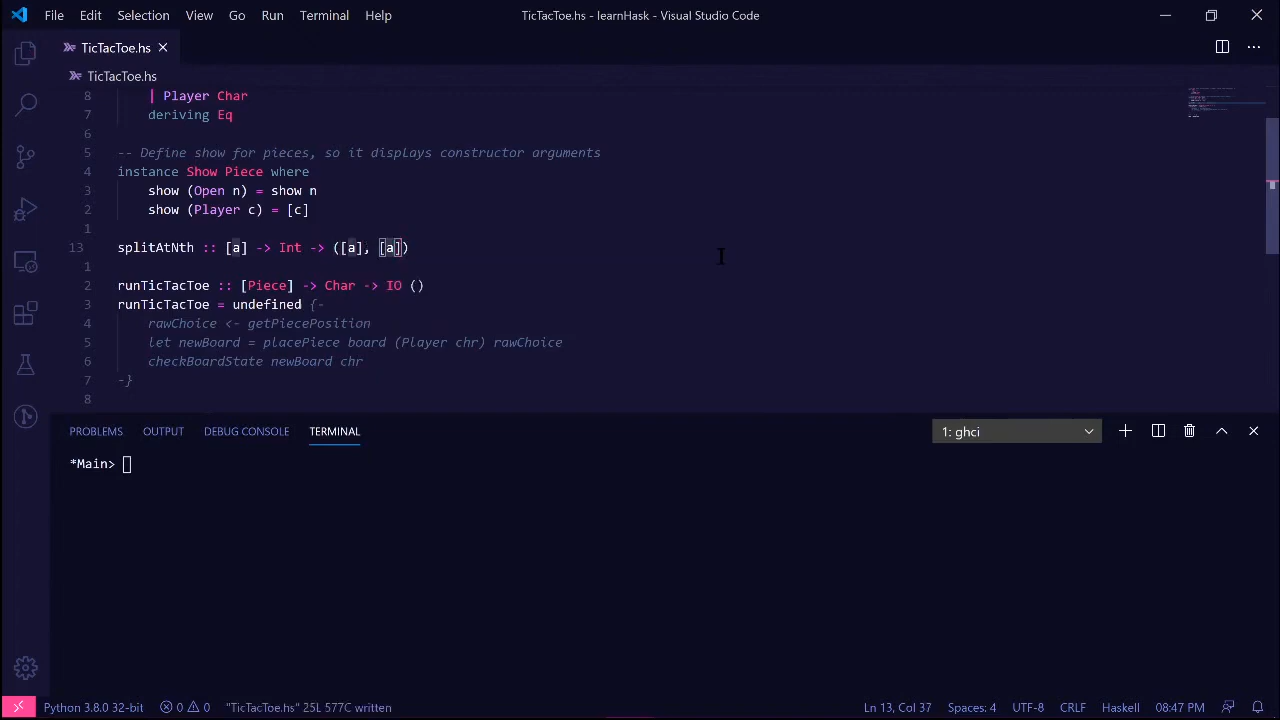 File Edit Selection View Go Run Terminal Help TicTacToe.hs - learnHask - Visual Studio Code
TicTacToe.hs
TicTacToe.hs
8 | Player Char
7 deriving Eq
6
5 -- Define show for pieces, so it displays constructor arguments
4 instance Show Piece where
3 show (Open n) = show n
2 show (Player c) = [c]
1
13 splitAtNth :: [a] -> Int -> ([a], [a])
1
2 runTicTacToe :: [Piece] -> Char -> IO ()
3 runTicTacToe = undefined {-
4 rawChoice <- getPiecePosition
5 let newBoard = placePiece board (Player chr) rawChoice
6 checkBoardState newBoard chr
7 -}
8
PROBLEMS OUTPUT DEBUG CONSOLE TERMINAL 1: ghci
*Main>
Python 3.8.0 32-bit 0 0 "TicTacToe.hs" 25L 577C written Ln 13, Col 37 Spaces: 4 UTF-8 CRLF Haskell 08:47 PM